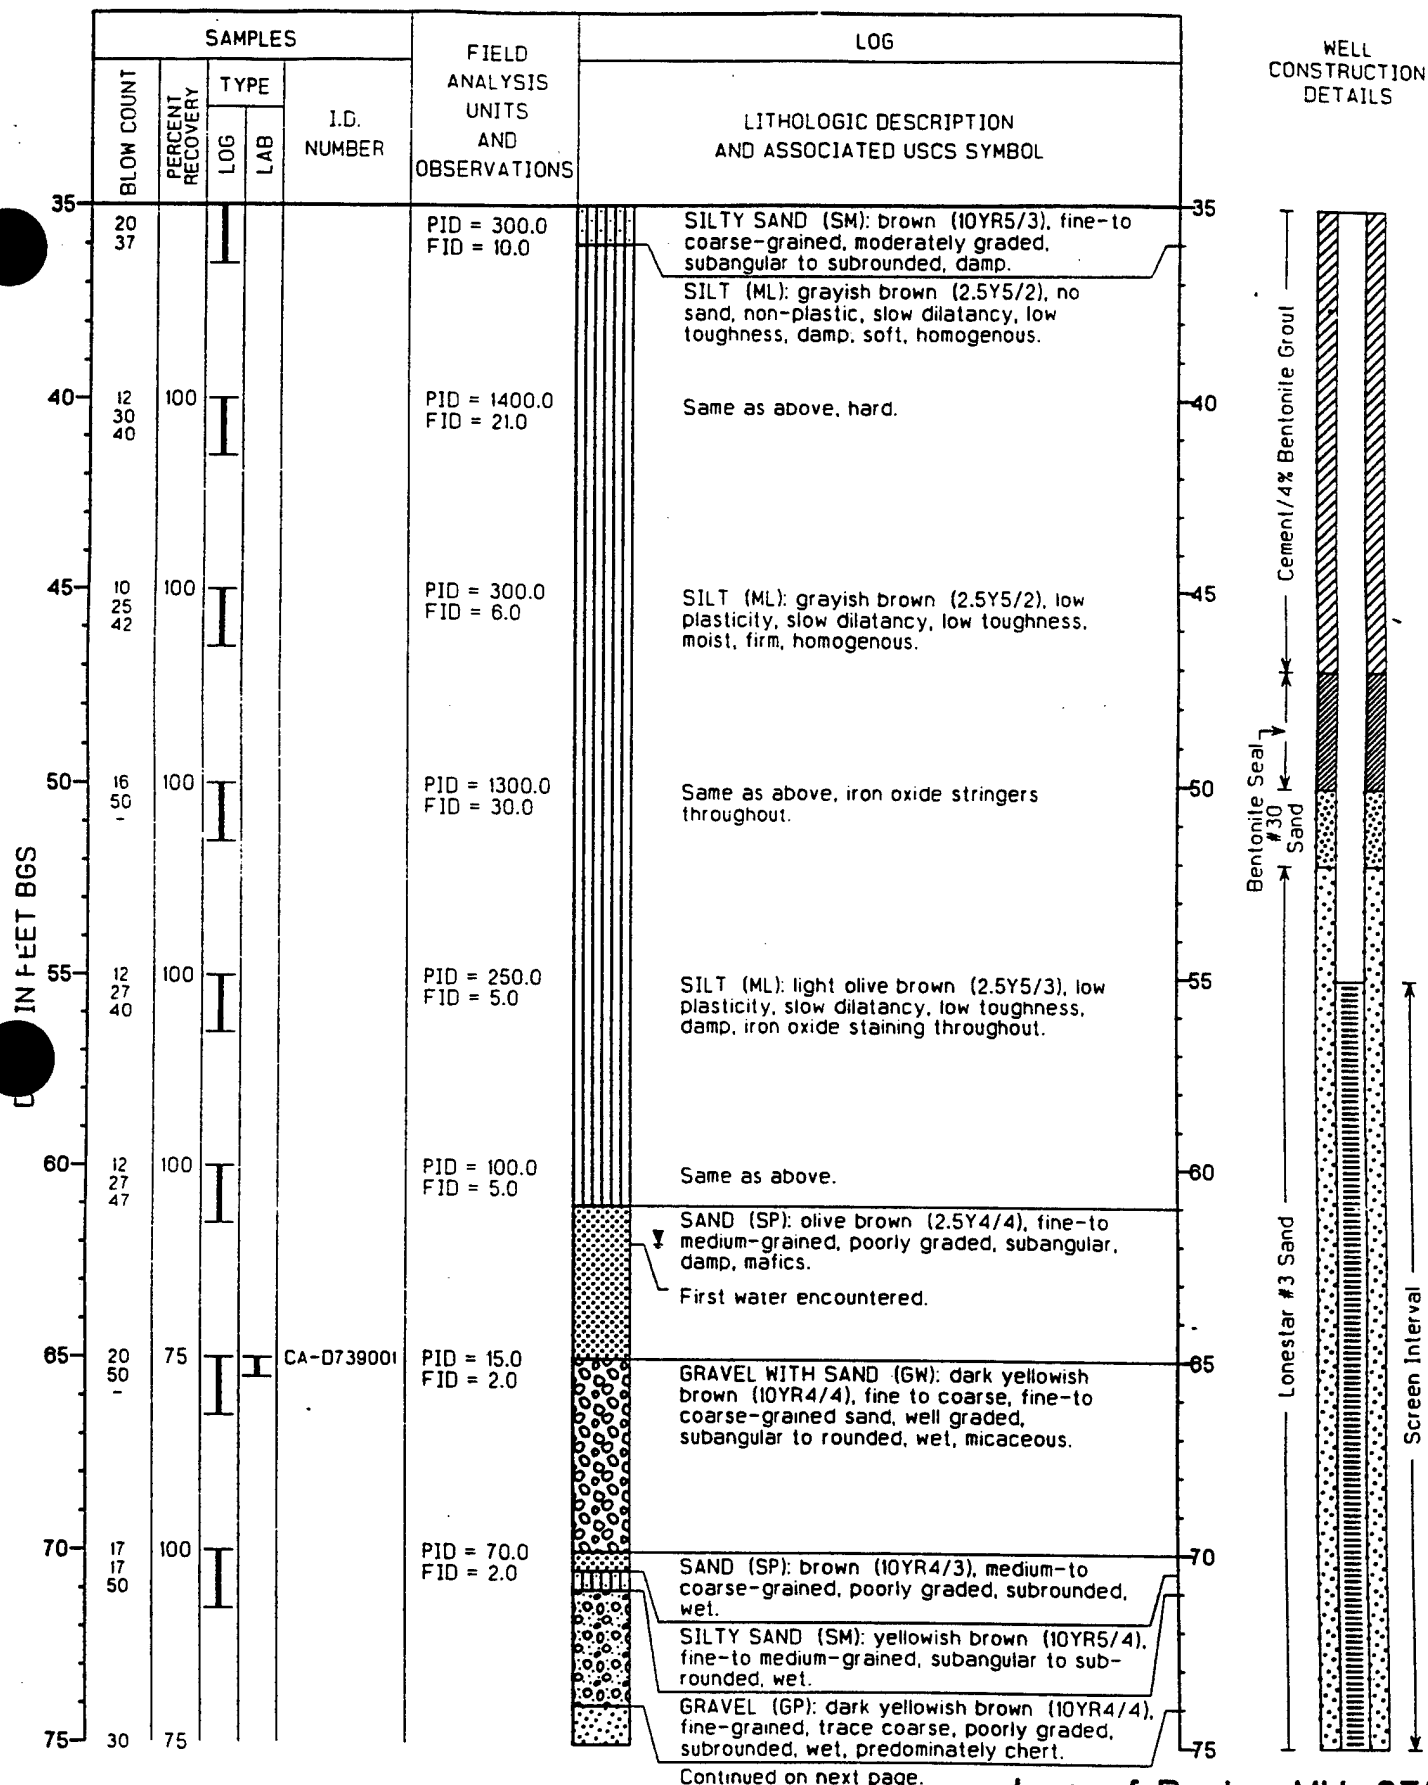 SAMPLES
LOG
WELL
CONSTRUCTION
DETAILS
BLOW COUNT
PERCENT
RECOVERY
TYPE
LOG
LAB
I.D.
NUMBER
FIELD
ANALYSIS
UNITS
AND
OBSERVATIONS
LITHOLOGIC DESCRIPTION
AND ASSOCIATED USCS SYMBOL
IN FEET BGS
35
20
37
PID = 300.0
FID = 10.0
SILTY SAND (SM): brown (10YR5/3), fine-to
coarse-grained, moderately graded,
subangular to subrounded, damp.
35
SILT (ML): grayish brown (2.5Y5/2), no
sand, non-plastic, slow dilatancy, low
toughness, damp, soft, homogenous.
40
12
30
40
100
PID = 1400.0
FID = 21.0
Same as above, hard.
40
45
10
25
42
100
PID = 300.0
FID = 6.0
SILT (ML): grayish brown (2.5Y5/2), low
plasticity, slow dilatancy, low toughness,
moist, firm, homogenous.
45
50
16
50
-
100
PID = 1300.0
FID = 30.0
Same as above, iron oxide stringers
throughout.
50
55
12
27
40
100
PID = 250.0
FID = 5.0
SILT (ML): light olive brown (2.5Y5/3), low
plasticity, slow dilatancy, low toughness,
damp, iron oxide staining throughout.
55
60
12
27
47
100
PID = 100.0
FID = 5.0
Same as above.
60
SAND (SP): olive brown (2.5Y4/4), fine-to
medium-grained, poorly graded, subangular,
damp, mafics.
First water encountered.
65
20
50
-
75
CA-D739001
PID = 15.0
FID = 2.0
GRAVEL WITH SAND (GW): dark yellowish
brown (10YR4/4), fine to coarse, fine-to
coarse-grained sand, well graded,
subangular to rounded, wet, micaceous.
65
70
17
17
50
100
PID = 70.0
FID = 2.0
SAND (SP): brown (10YR4/3), medium-to
coarse-grained, poorly graded, subrounded,
wet.
70
SILTY SAND (SM): yellowish brown (10YR5/4),
fine-to medium-grained, subangular to sub-
rounded, wet.
GRAVEL (GP): dark yellowish brown (10YR4/4),
fine-grained, trace coarse, poorly graded,
subrounded, wet, predominately chert.
75
30
75
75
Continued on next page.
Cement/4% Bentonite Grout
Bentonite Seal
#30
Sand
Lonestar #3 Sand
Screen Interval